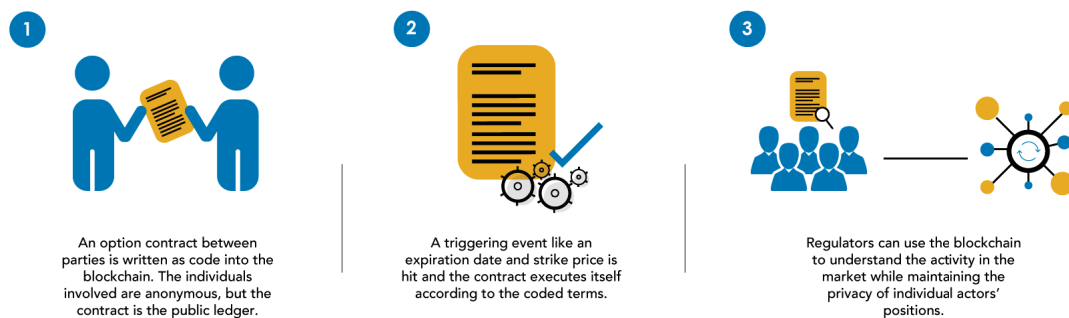 1
An option contract between
parties is written as code into the
blockchain. The individuals
involved are anonymous, but the
contract is the public ledger.
2
A triggering event like an
expiration date and strike price is
hit and the contract executes itself
according to the coded terms.
3
Regulators can use the blockchain
to understand the activity in the
market while maintaining the
privacy of individual actors’
positions.